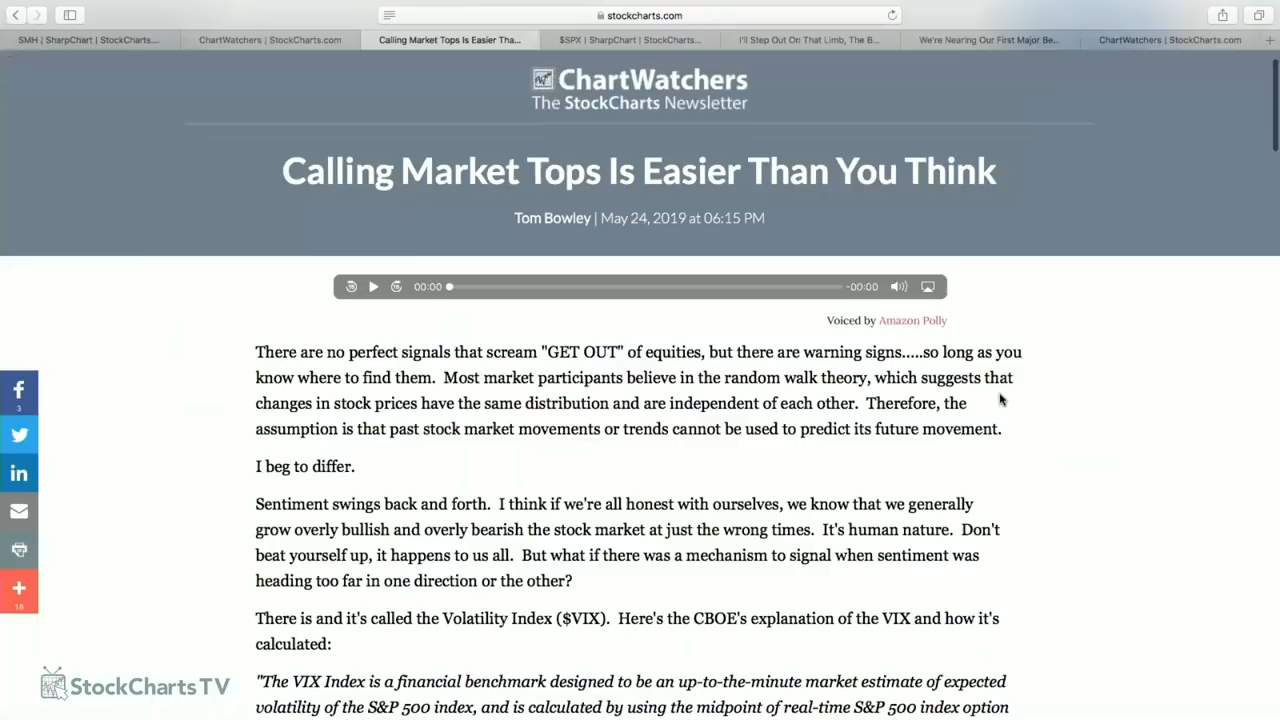 stockcharts.com
SMH | SharpChart | StockCharts....
ChartWatchers | StockCharts.com
Calling Market Tops Is Easier Tha...
$SPX | SharpChart | StockCharts...
I'll Step Out On That Limb, The B...
We're Nearing Our First Major Be...
ChartWatchers | StockCharts.com
ChartWatchers
The StockCharts Newsletter
Calling Market Tops Is Easier Than You Think
Tom Bowley | May 24, 2019 at 06:15 PM
00:00
-00:00
Voiced by Amazon Polly
There are no perfect signals that scream "GET OUT" of equities, but there are warning signs.....so long as you
know where to find them. Most market participants believe in the random walk theory, which suggests that
changes in stock prices have the same distribution and are independent of each other. Therefore, the
assumption is that past stock market movements or trends cannot be used to predict its future movement.
I beg to differ.
Sentiment swings back and forth. I think if we're all honest with ourselves, we know that we generally
grow overly bullish and overly bearish the stock market at just the wrong times. It's human nature. Don't
beat yourself up, it happens to us all. But what if there was a mechanism to signal when sentiment was
heading too far in one direction or the other?
There is and it's called the Volatility Index ($VIX). Here's the CBOE's explanation of the VIX and how it's
calculated:
"The VIX Index is a financial benchmark designed to be an up-to-the-minute market estimate of expected
volatility of the S&P 500 index, and is calculated by using the midpoint of real-time S&P 500 index option
3
StockCharts TV